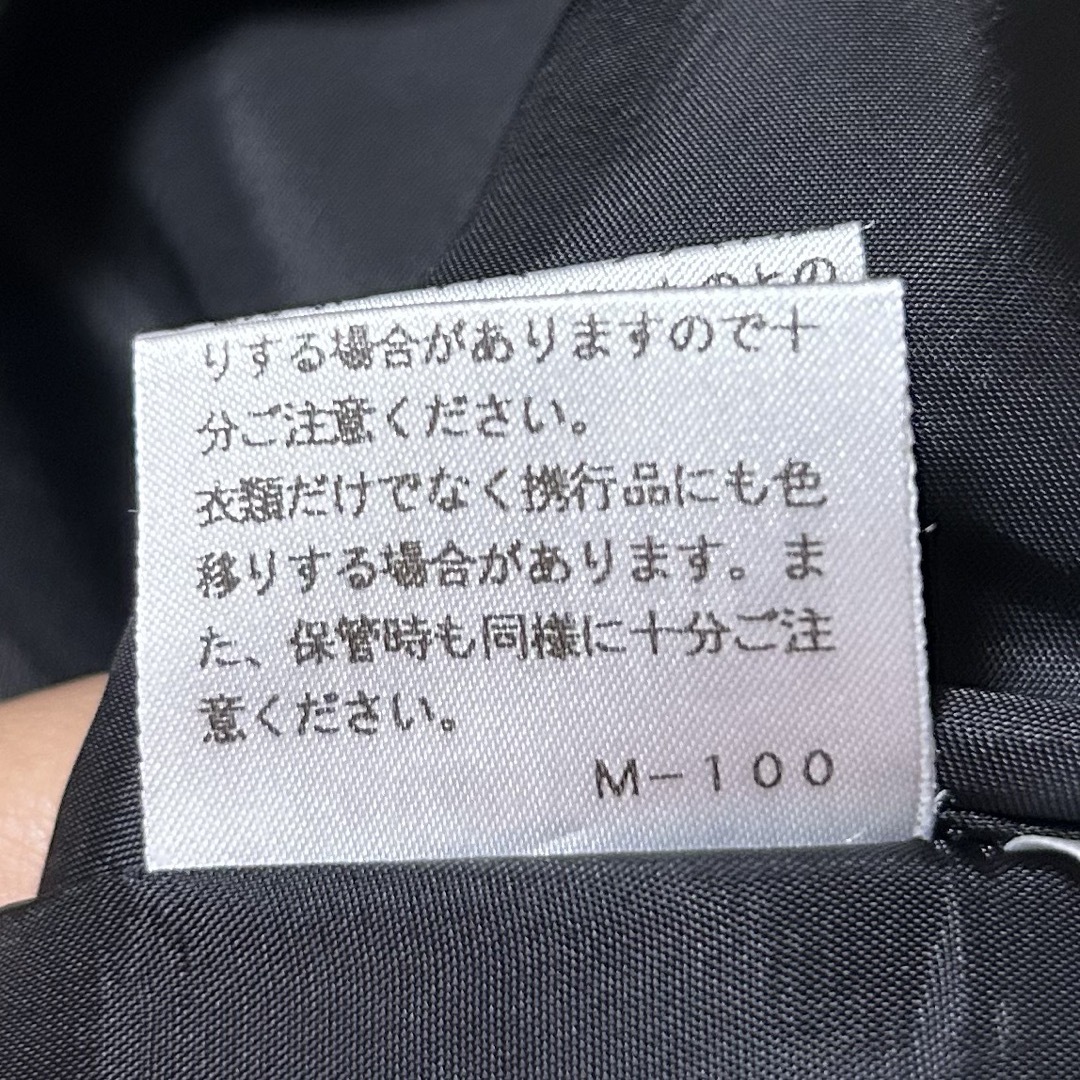 りする場合がありますので十
分ご注意ください。
衣類だけでなく携行品にも色
移りする場合があります。ま
た、保管時も同様に十分ご注
意ください。
M-100